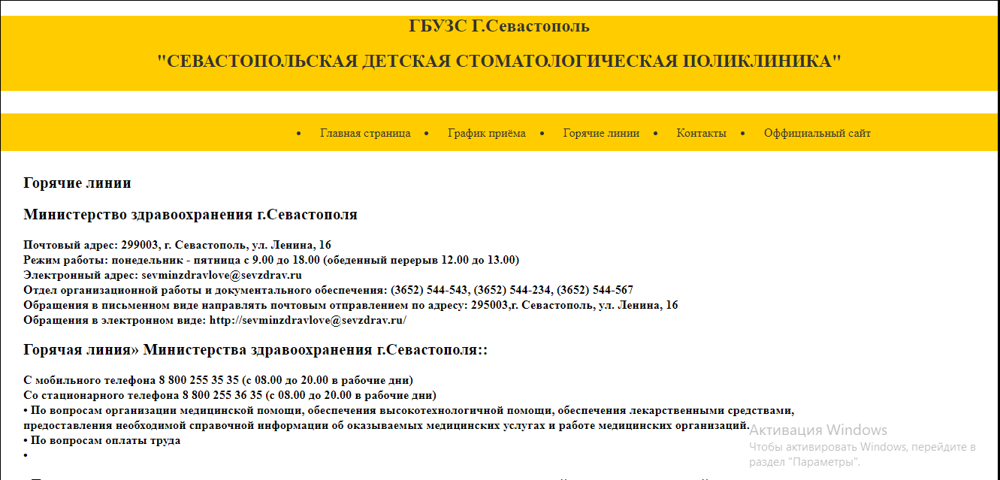 ГБУЗС Г.Севастополь
"СЕВАСТОПОЛЬСКАЯ ДЕТСКАЯ СТОМАТОЛОГИЧЕСКАЯ ПОЛИКЛИНИКА"
• Главная страница • График приёма • Горячие линии • Контакты • Оффициальный сайт
Горячие линии
Министерство здравоохранения г.Севастополя
Почтовый адрес: 299003, г. Севастополь, ул. Ленина, 16
Режим работы: понедельник - пятница с 9.00 до 18.00 (обеденный перерыв 12.00 до 13.00)
Электронный адрес: sevminzdravlove@sevzdrav.ru
Отдел организационной работы и документального обеспечения: (3652) 544-543, (3652) 544-234, (3652) 544-567
Обращения в письменном виде направлять почтовым отправлением по адресу: 295003,г. Севастополь, ул. Ленина, 16
Обращения в электронном виде: http://sevminzdravlove@sevzdrav.ru/
Горячая линия» Министерства здравоохранения г.Севастополя::
С мобильного телефона 8 800 255 35 35 (с 08.00 до 20.00 в рабочие дни)
Со стационарного телефона 8 800 255 36 35 (с 08.00 до 20.00 в рабочие дни)
• По вопросам организации медицинской помощи, обеспечения высокотехнологичной помощи, обеспечения лекарственными средствами,
предоставления необходимой справочной информации об оказываемых медицинских услугах и работе медицинских организаций.
• По вопросам оплаты труда
•
Активация Windows
Чтобы активировать Windows, перейдите в
раздел "Параметры".